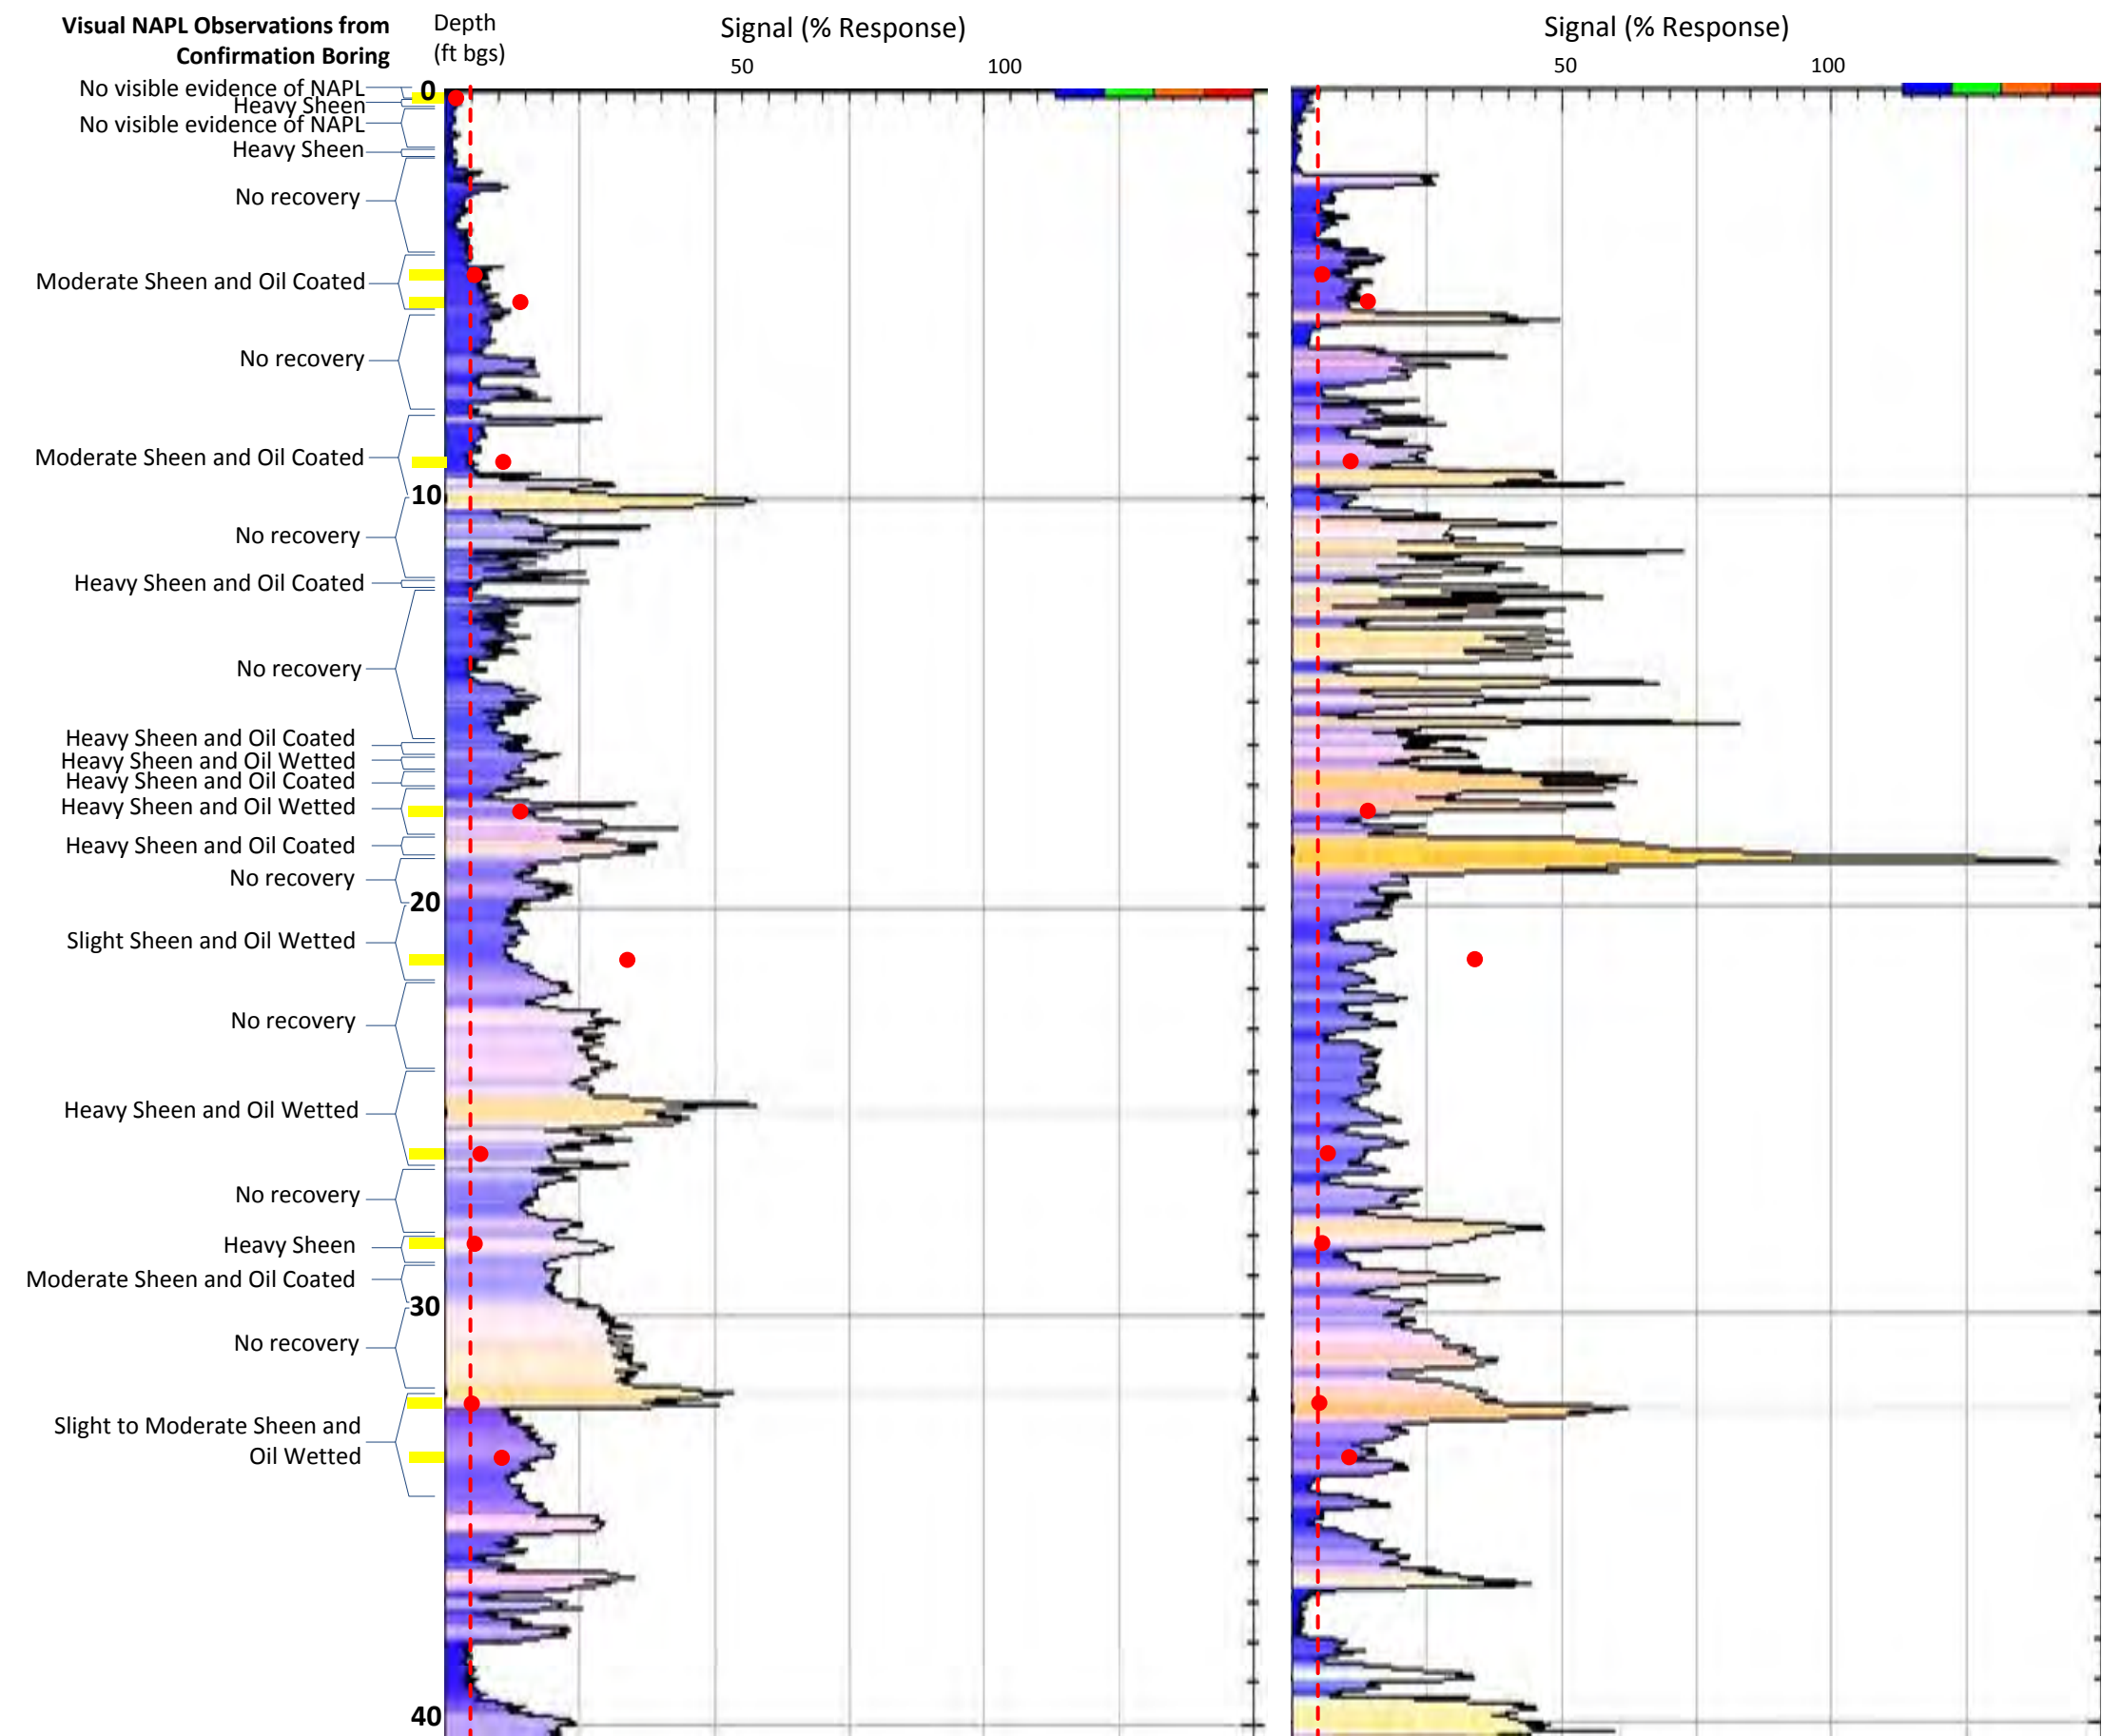 Visual NAPL Observations from
Confirmation Boring
Depth
(ft bgs)
Signal (% Response)
50
100
Signal (% Response)
50
100
No visible evidence of NAPL
0
Heavy Sheen
No visible evidence of NAPL
Heavy Sheen
No recovery
Moderate Sheen and Oil Coated
No recovery
Moderate Sheen and Oil Coated
10
No recovery
Heavy Sheen and Oil Coated
No recovery
Heavy Sheen and Oil Coated
Heavy Sheen and Oil Wetted
Heavy Sheen and Oil Coated
Heavy Sheen and Oil Wetted
Heavy Sheen and Oil Coated
No recovery
20
Slight Sheen and Oil Wetted
No recovery
Heavy Sheen and Oil Wetted
No recovery
Heavy Sheen
Moderate Sheen and Oil Coated
30
No recovery
Slight to Moderate Sheen and
Oil Wetted
40